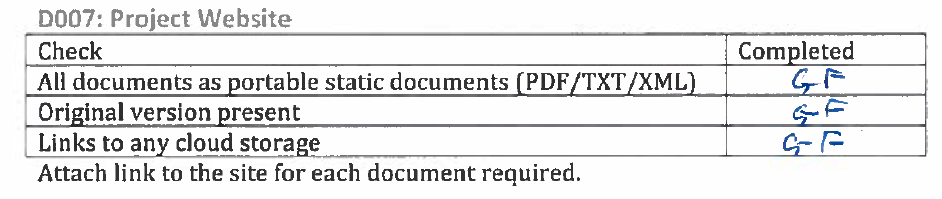 D007: Project Website
Check Completed
All documents as portable static documents (PDF/TXT/XML) GF
Original version present GF
Links to any cloud storage GF
Attach link to the site for each document required.